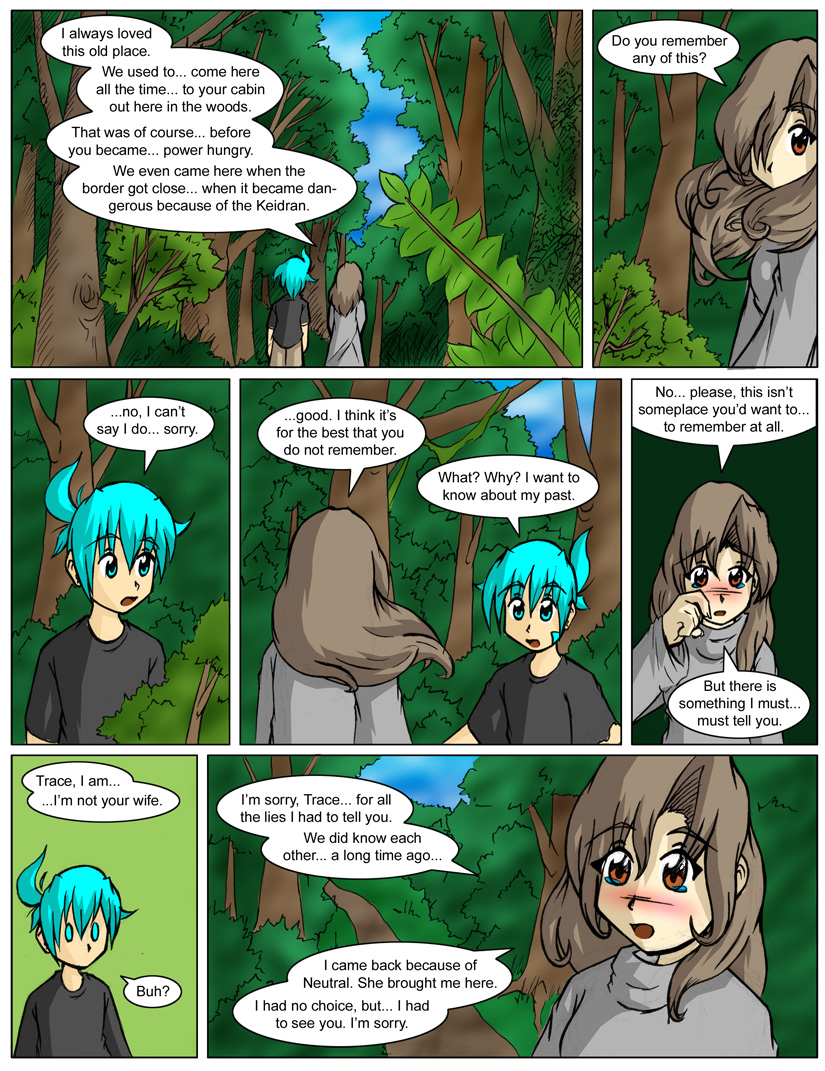 I always loved
this old place.
We used to... come here
all the time... to your cabin
out here in the woods.
That was of course... before
you became... power hungry.
We even came here when the
border got close... when it became dan-
gerous because of the Keidran.
Do you remember
any of this?
...no, I can't
say I do... sorry.
...good. I think it's
for the best that you
do not remember.
What? Why? I want to
know about my past.
No... please, this isn't
someplace you'd want to...
to remember at all.
But there is
something I must...
must tell you.
Trace, I am...
...I'm not your wife.
Buh?
I'm sorry, Trace... for all
the lies I had to tell you.
We did know each
other... a long time ago...
I came back because of
Neutral. She brought me here.
I had no choice, but... I had
to see you. I'm sorry.